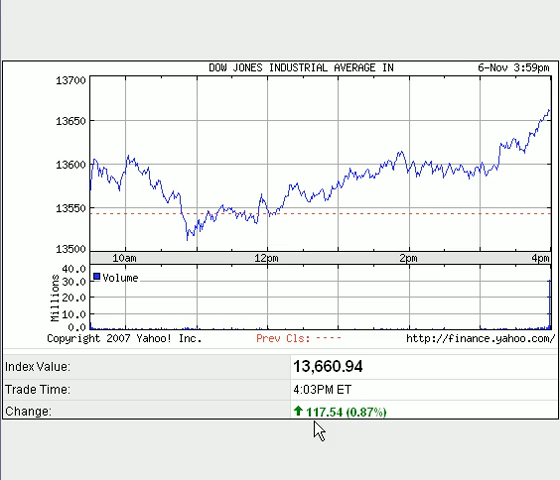 DOW JONES INDUSTRIAL AVERAGE IN 6-Nov 3:59pm
13700
13650
13600
13550
13500
10am 12pm 2pm 4pm
40.0
30.0
20.0
10.0
0.0
Millions
Volume
Copyright 2007 Yahoo! Inc. Prev Cls: ---- http://finance.yahoo.com/
Index Value: 13,660.94
Trade Time: 4:03PM ET
Change: 117.54 (0.87%)